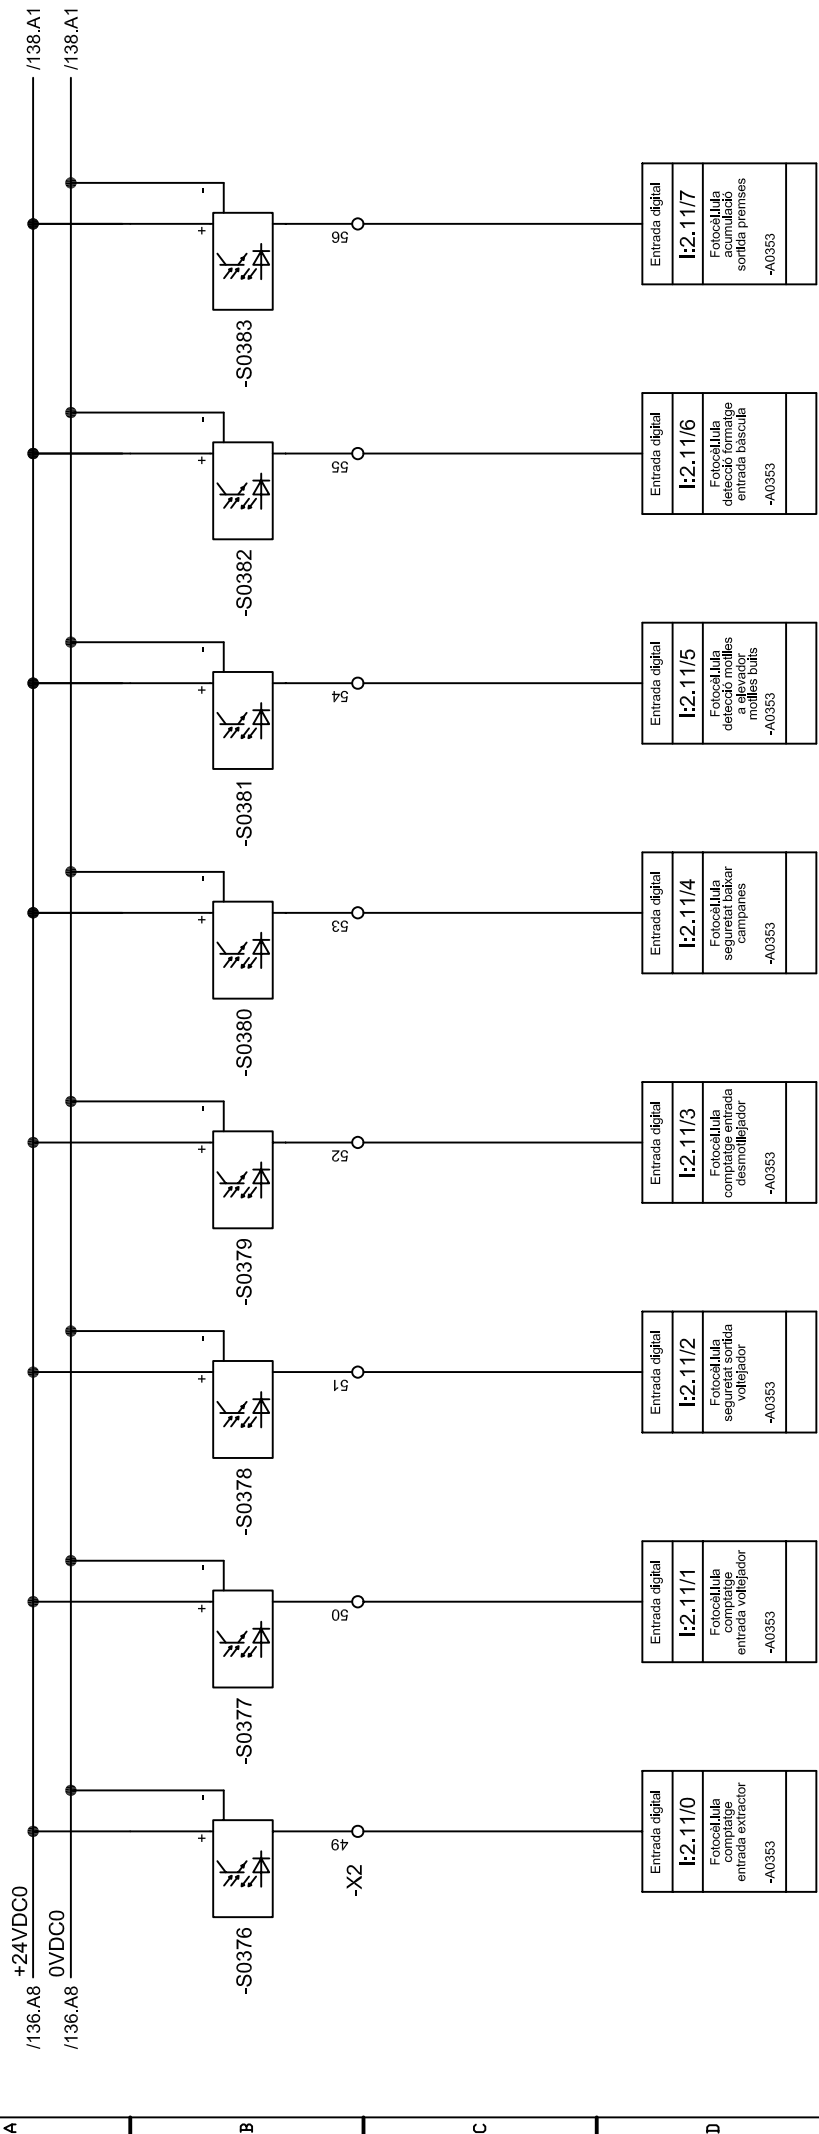 +24VDC0
/136.A8
/138.A1
0VDC0
/136.A8
/138.A1
A
B
C
D
-S0376
+
-
49
-X2
Entrada digital
I:2.11/0
Fotocèl.lula
comptatge
entrada extractor
-A0353
-S0377
+
-
50
Entrada digital
I:2.11/1
Fotocèl.lula
comptatge
entrada voltejador
-A0353
-S0378
+
-
51
Entrada digital
I:2.11/2
Fotocèl.lula
seguretat sortida
voltejador
-A0353
-S0379
+
-
52
Entrada digital
I:2.11/3
Fotocèl.lula
comptatge entrada
desmotllejador
-A0353
-S0380
+
-
53
Entrada digital
I:2.11/4
Fotocèl.lula
seguretat baixar
campanes
-A0353
-S0381
+
-
54
Entrada digital
I:2.11/5
Fotocèl.lula
detecció motlles
a elevador
motlles buits
-A0353
-S0382
+
-
55
Entrada digital
I:2.11/6
Fotocèl.lula
detecció formatge
entrada bàscula
-A0353
-S0383
+
-
56
Entrada digital
I:2.11/7
Fotocèl.lula
acumulació
sortida premses
-A0353